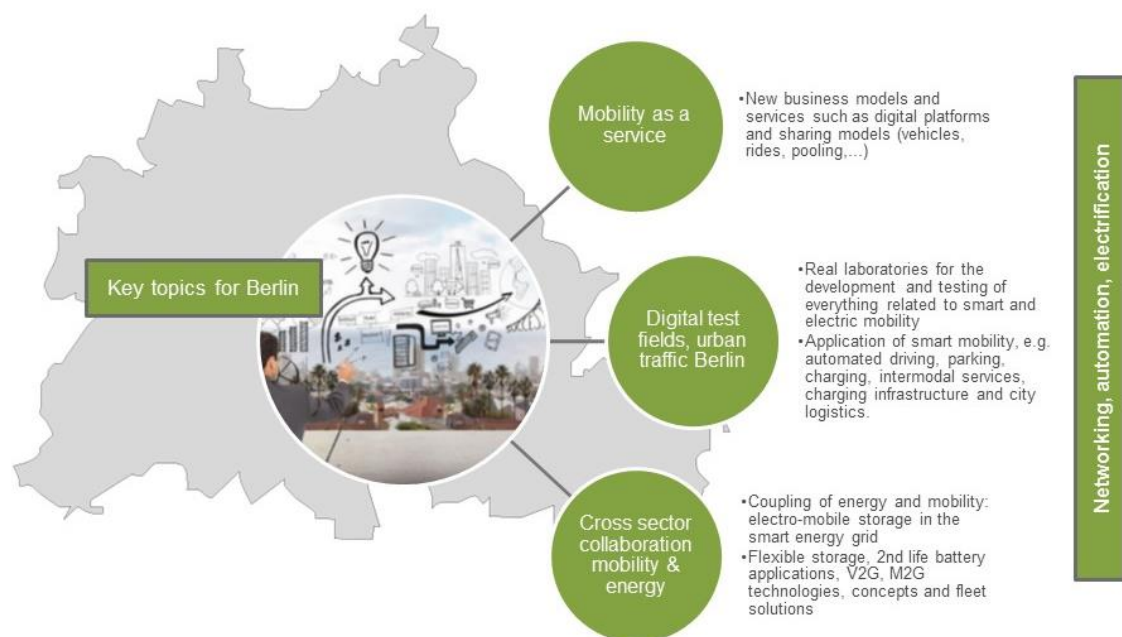 Key topics for Berlin
Mobility as a
service
•New business models and
services such as digital platforms
and sharing models (vehicles,
rides, pooling,...)
Digital test
fields, urban
traffic Berlin
•Real laboratories for the
development and testing of
everything related to smart and
electric mobility
•Application of smart mobility, e.g.
automated driving, parking,
charging, intermodal services,
charging infrastructure and city
logistics.
Cross sector
collaboration
mobility &
energy
•Coupling of energy and mobility:
electro-mobile storage in the
smart energy grid
•Flexible storage, 2nd life battery
applications, V2G, M2G
technologies, concepts and fleet
solutions
Networking, automation, electrification